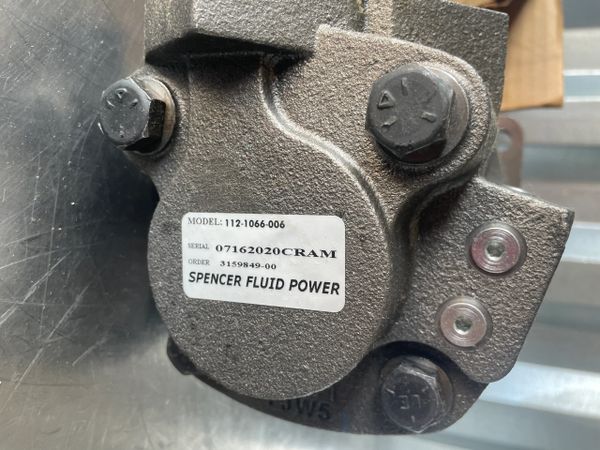 MODEL: 112-1066-006
SERIAL 07162020CRAM
ORDER 3159849-00
SPENCER FLUID POWER